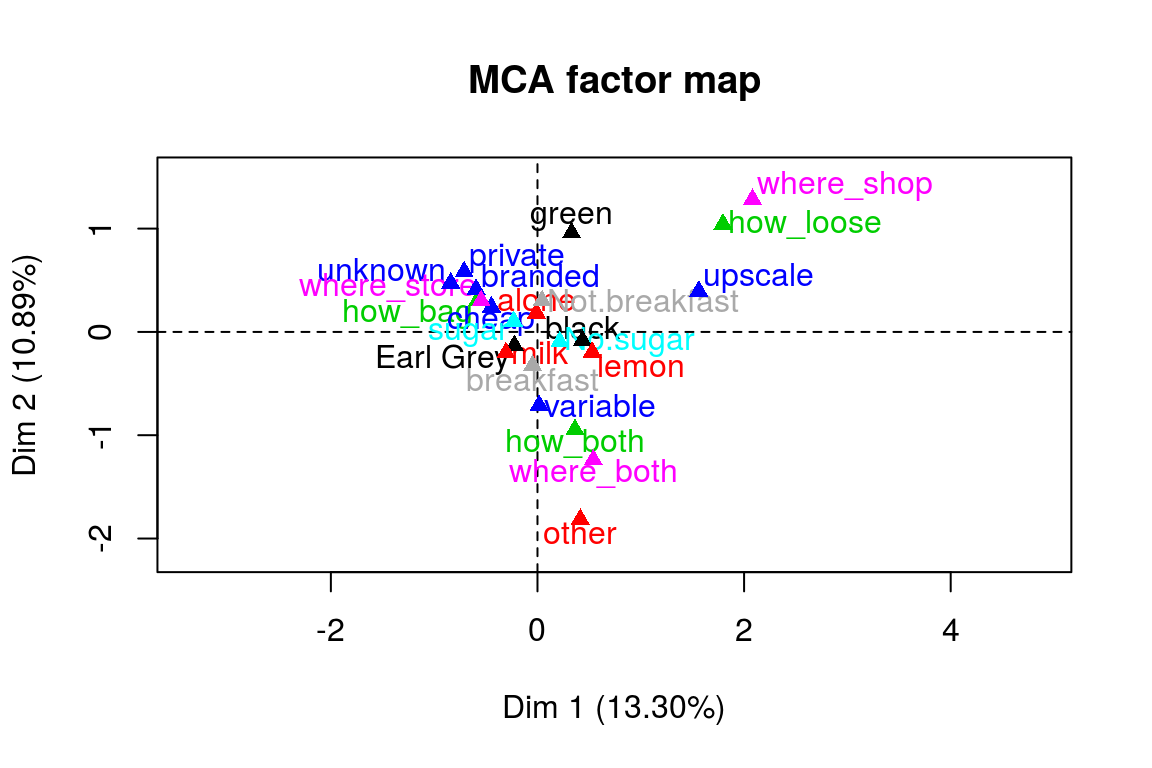 MCA factor map
where_shop
green
how_loose
private
unknown
branded
upscale
where_store
alone
Not.breakfast
how_bag
cheap
sugar
black
No.sugar
Earl Grey
milk
lemon
breakfast
variable
how_both
where_both
other
1
0
-1
-2
Dim 2 (10.89%)
-2
0
2
4
Dim 1 (13.30%)